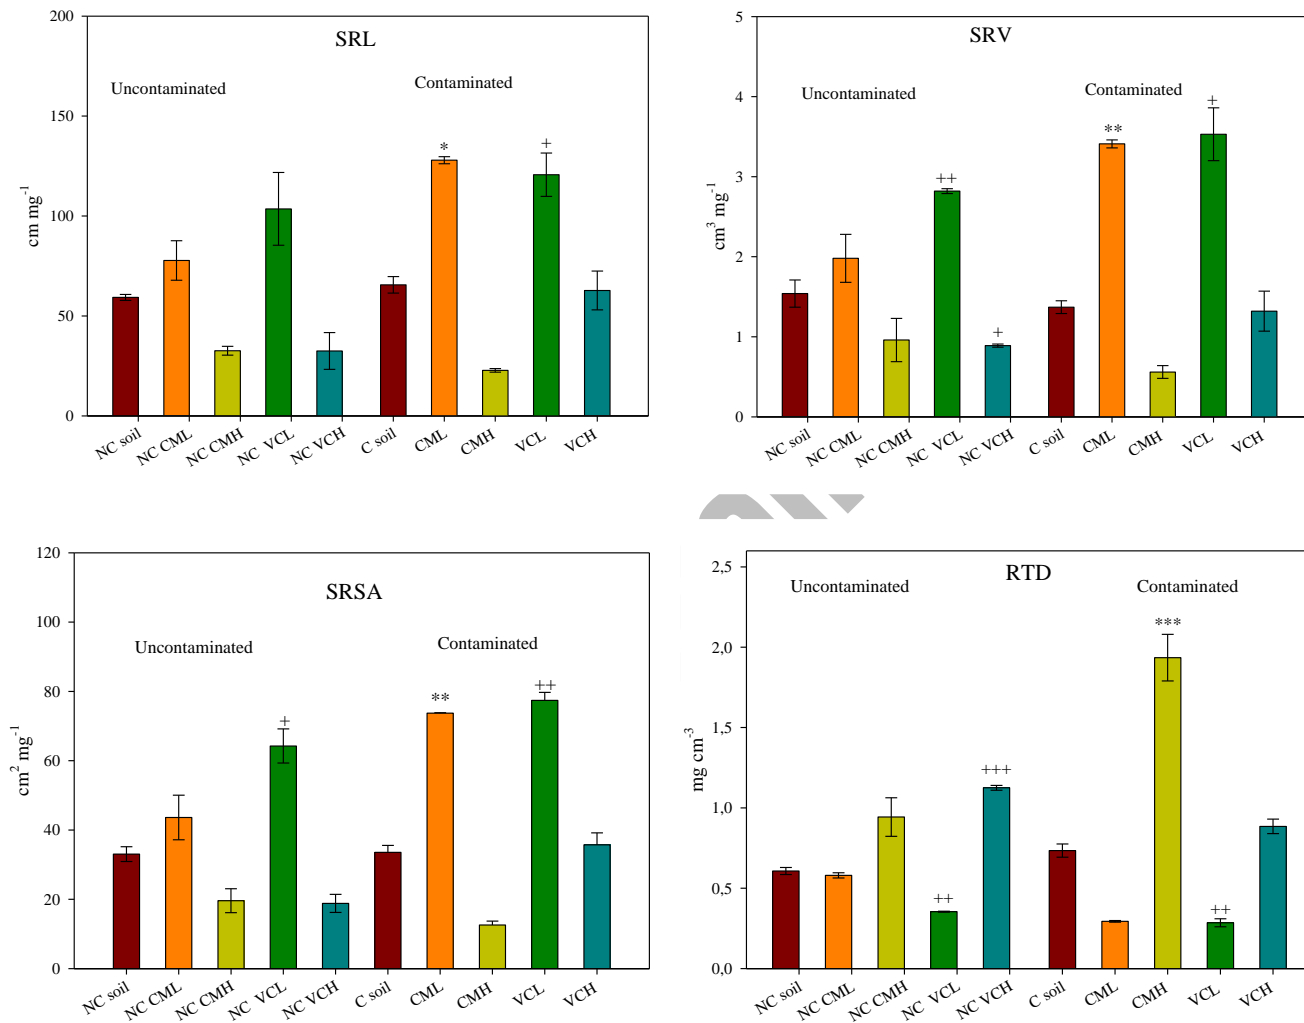 SRL
Uncontaminated
Contaminated
cm mg-1
200
150
100
50
0
*
+
NC soil
NC CML
NC CMH
NC VCL
NC VCH
C soil
CML
CMH
VCL
VCH
SRV
Uncontaminated
Contaminated
cm3 mg-1
5
4
3
2
1
0
++
+
**
+
NC soil
NC CML
NC CMH
NC VCL
NC VCH
C soil
CML
CMH
VCL
VCH
SRSA
Uncontaminated
Contaminated
cm2 mg-1
120
100
80
60
40
20
0
+
**
++
NC soil
NC CML
NC CMH
NC VCL
NC VCH
C soil
CML
CMH
VCL
VCH
RTD
Uncontaminated
Contaminated
mg cm-3
2,5
2,0
1,5
1,0
0,5
0,0
++
+++
***
++
NC soil
NC CML
NC CMH
NC VCL
NC VCH
C soil
CML
CMH
VCL
VCH